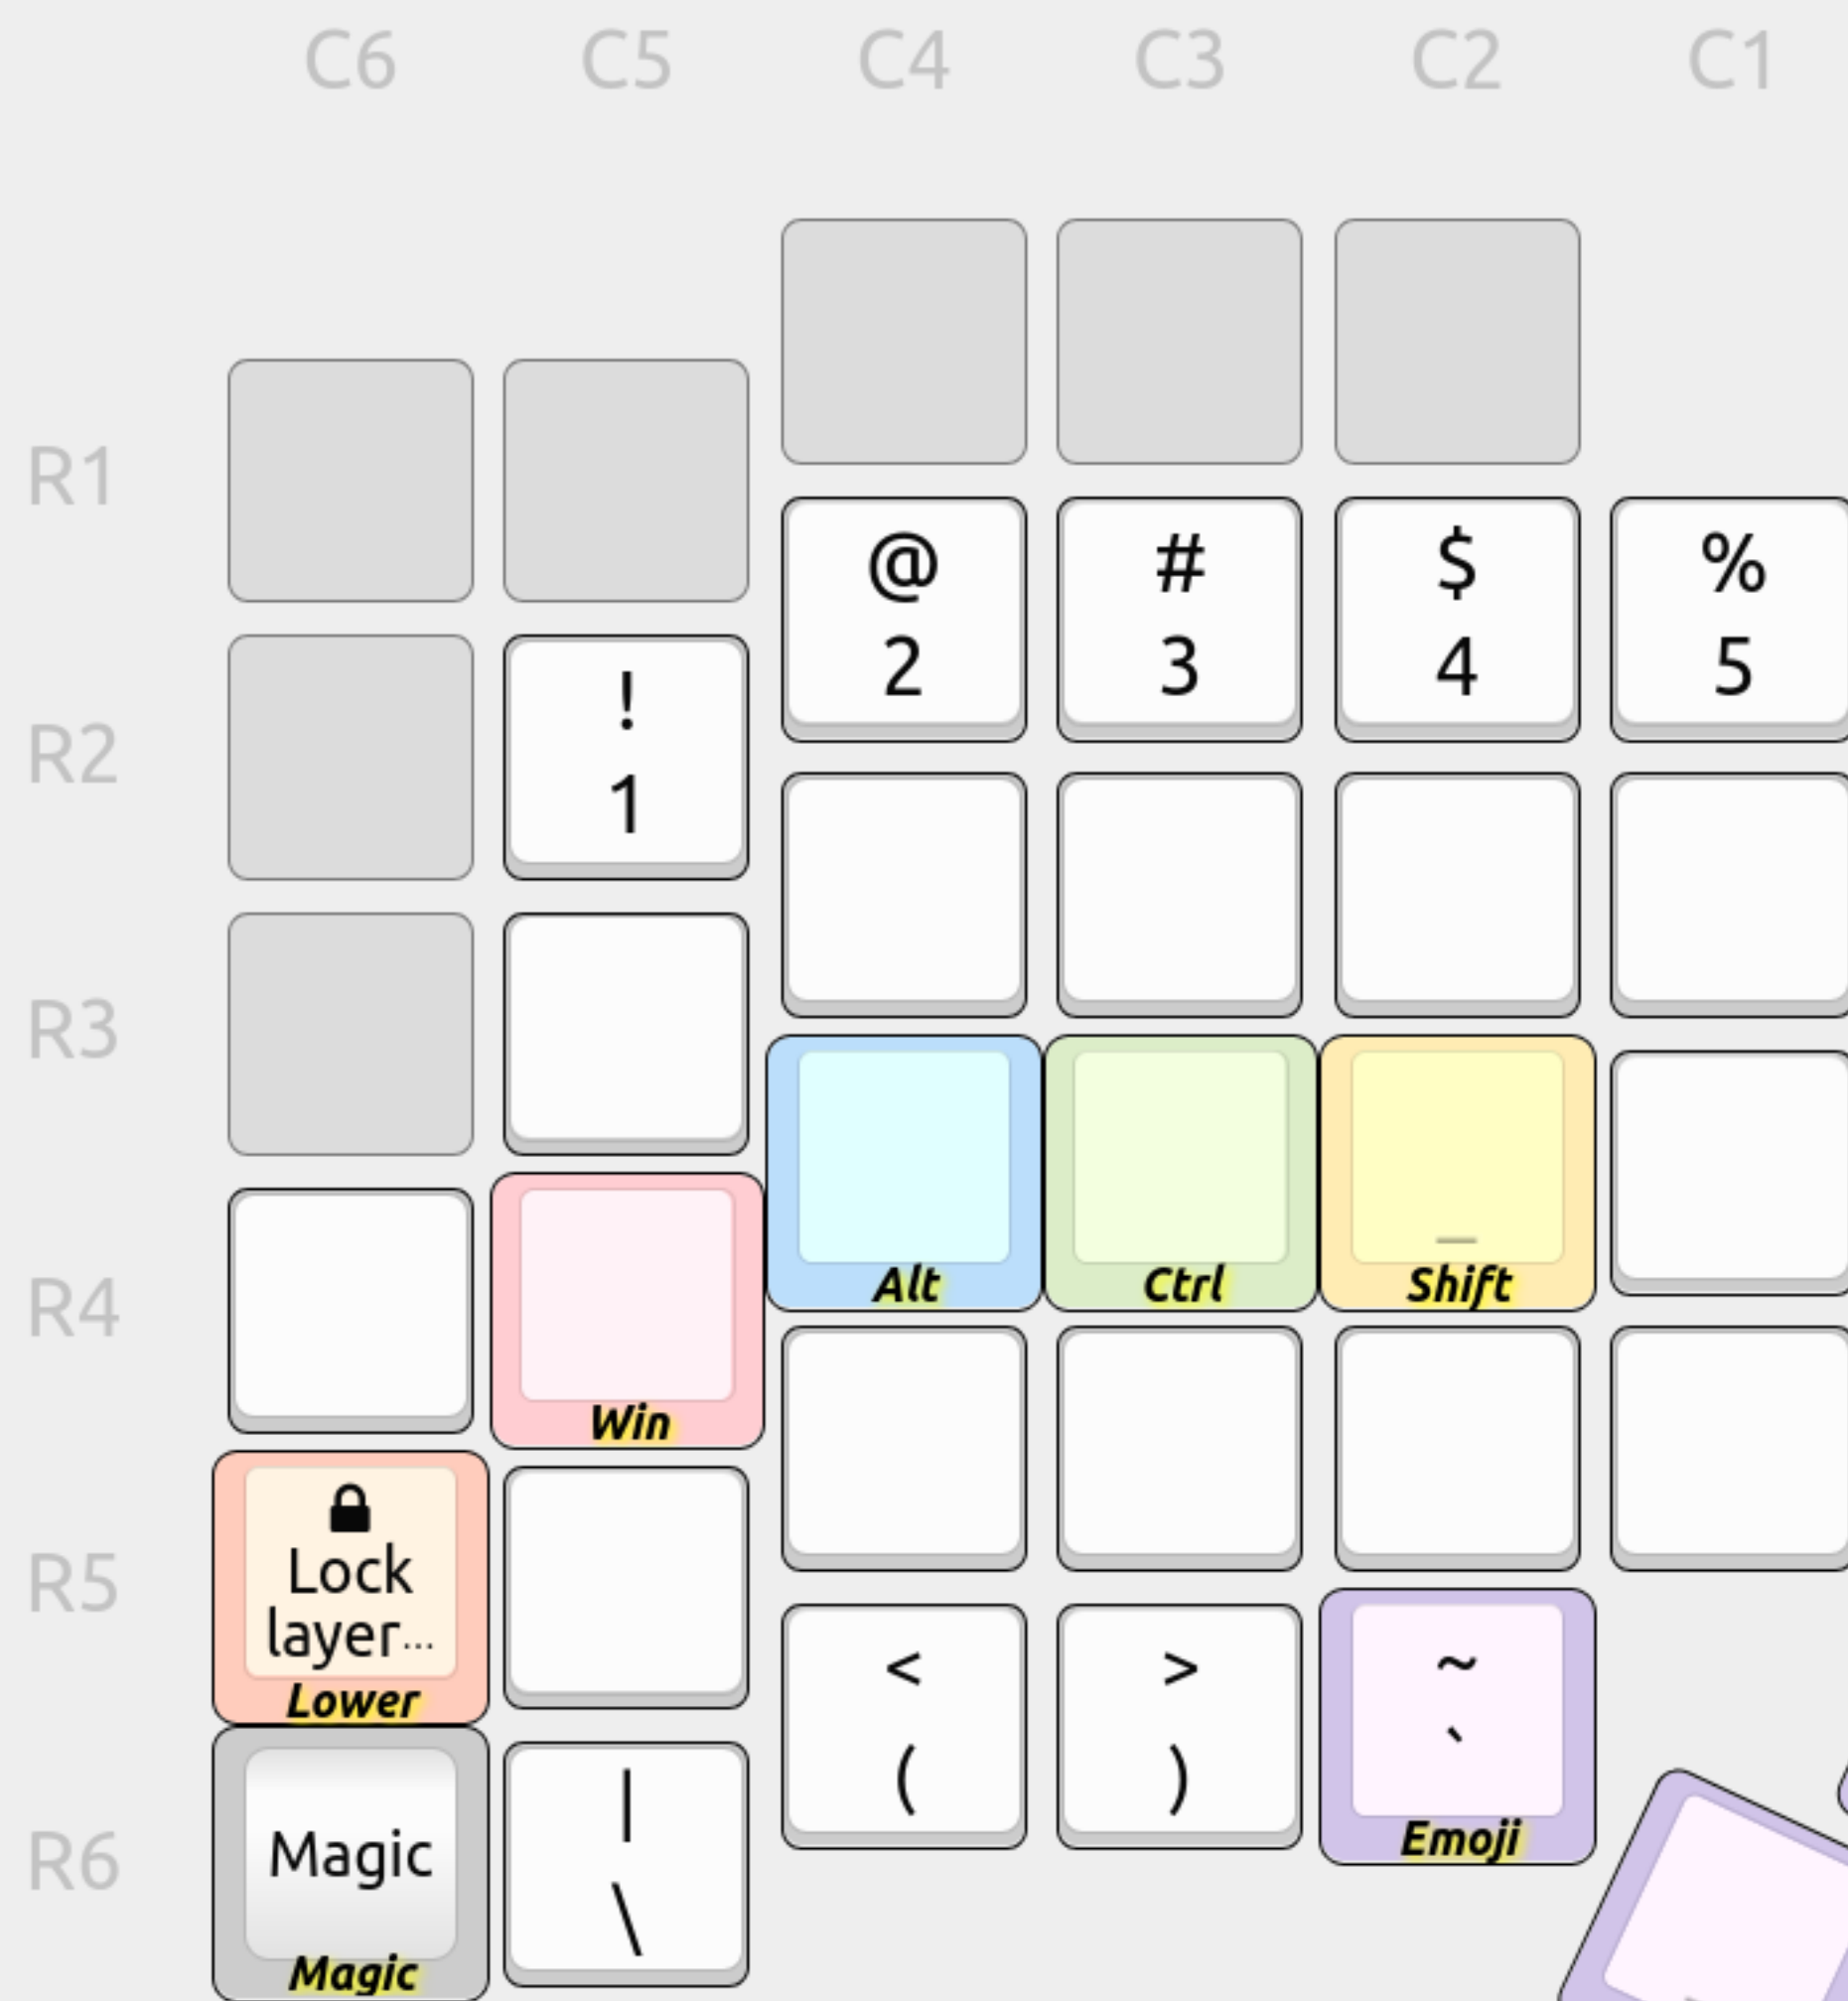 C6 C5 C4 C3 C2 C1
R1
@ # $ %
2 3 4 5
!
R2
1
R3
_
Alt Ctrl Shift
R4
Win
Lock
layer...
R5
Lower
< > ~
( ) `
Emoji
|
Magic
R6
\
Magic